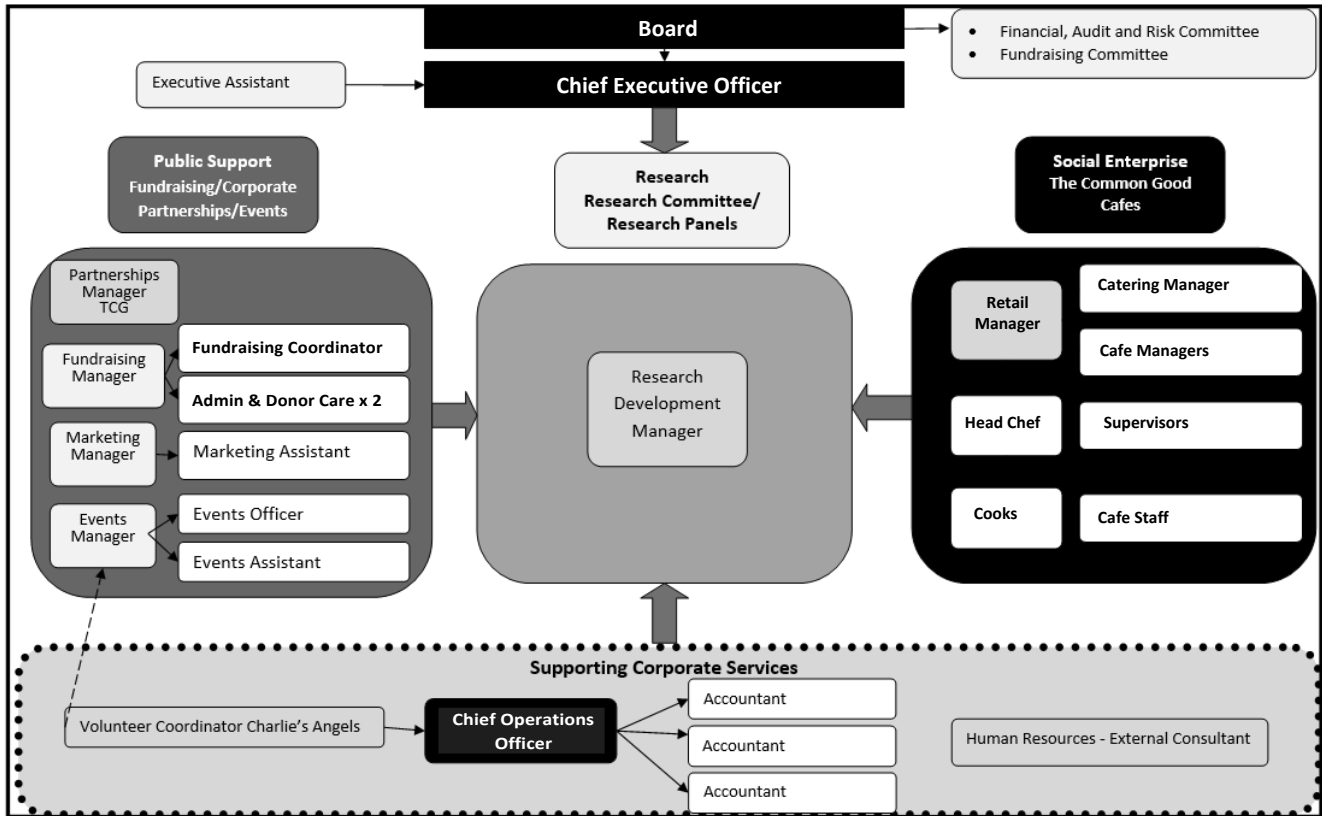 Board
• Financial, Audit and Risk Committee
• Fundraising Committee
Executive Assistant
Chief Executive Officer
Public Support
Fundraising/Corporate
Partnerships/Events
Research
Research Committee/
Research Panels
Social Enterprise
The Common Good
Cafes
Partnerships
Manager
TCG
Fundraising
Manager
Fundraising Coordinator
Admin & Donor Care x 2
Marketing
Manager
Marketing Assistant
Events
Manager
Events Officer
Events Assistant
Research
Development
Manager
Retail
Manager
Catering Manager
Cafe Managers
Head Chef
Supervisors
Cooks
Cafe Staff
Supporting Corporate Services
Volunteer Coordinator Charlie’s Angels
Chief Operations
Officer
Accountant
Accountant
Accountant
Human Resources - External Consultant